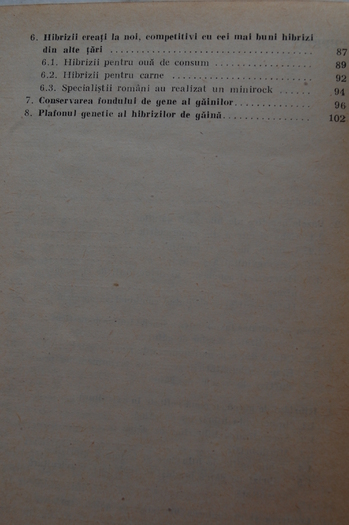 6. Hibrizii creați la noi, competitivi cu cei mai buni hibrizi
din alte țări .............................. 87
6.1. Hibrizii pentru ouă de consum ................. 89
6.2. Hibrizii pentru carne ........................ 92
6.3. Specialiștii români au realizat un minirock ...... 94
7. Conservarea fondului de gene al găinilor.............. 96
8. Plafonul genetic al hibrizilor de găină............... 102